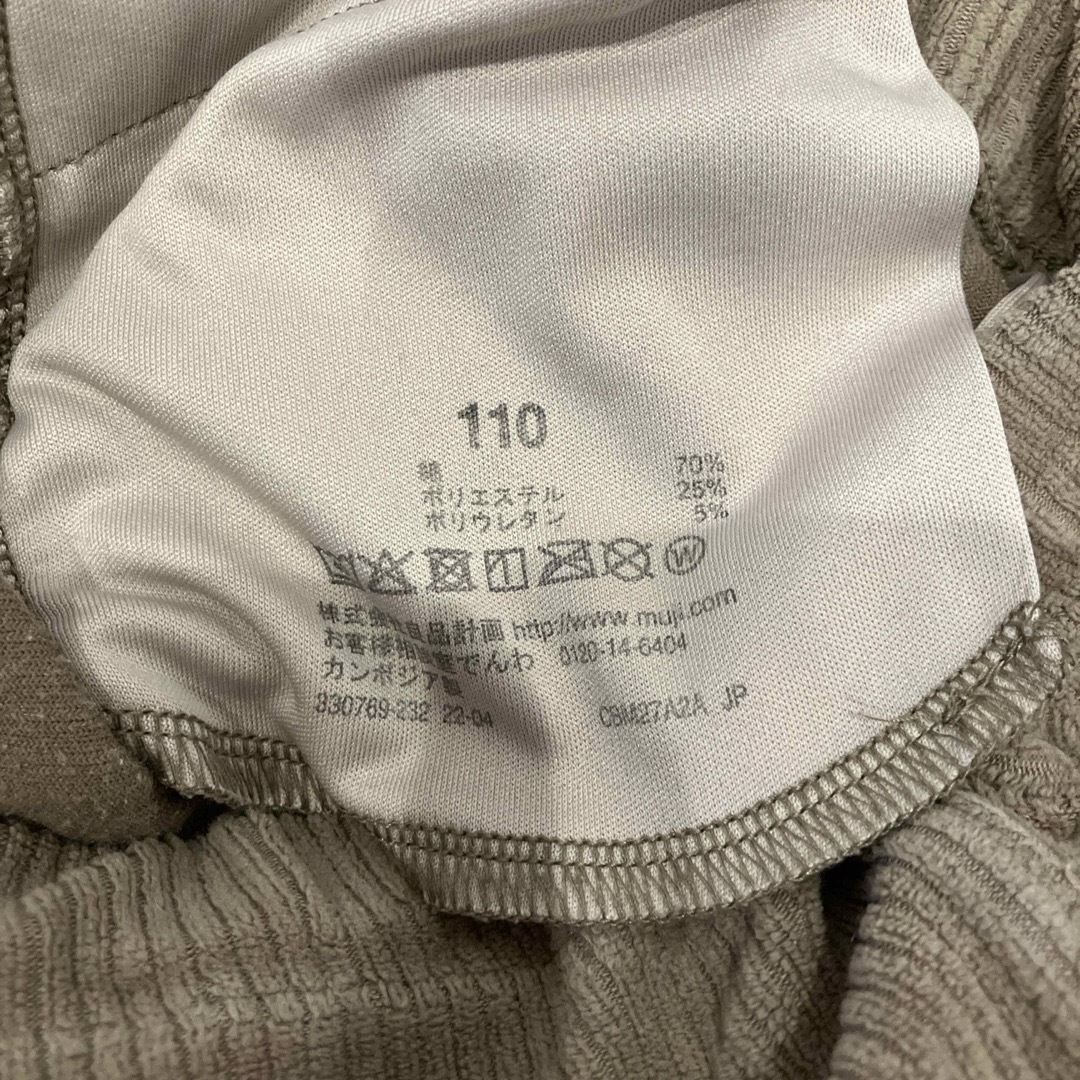 110
綿 70%
ポリエステル 25%
ポリウレタン 5%
W
株式会社良品計画 http://www.muji.com
お客様相談室でんわ 0120-14-6404
カンボジア製
330769-232 22-04 JP